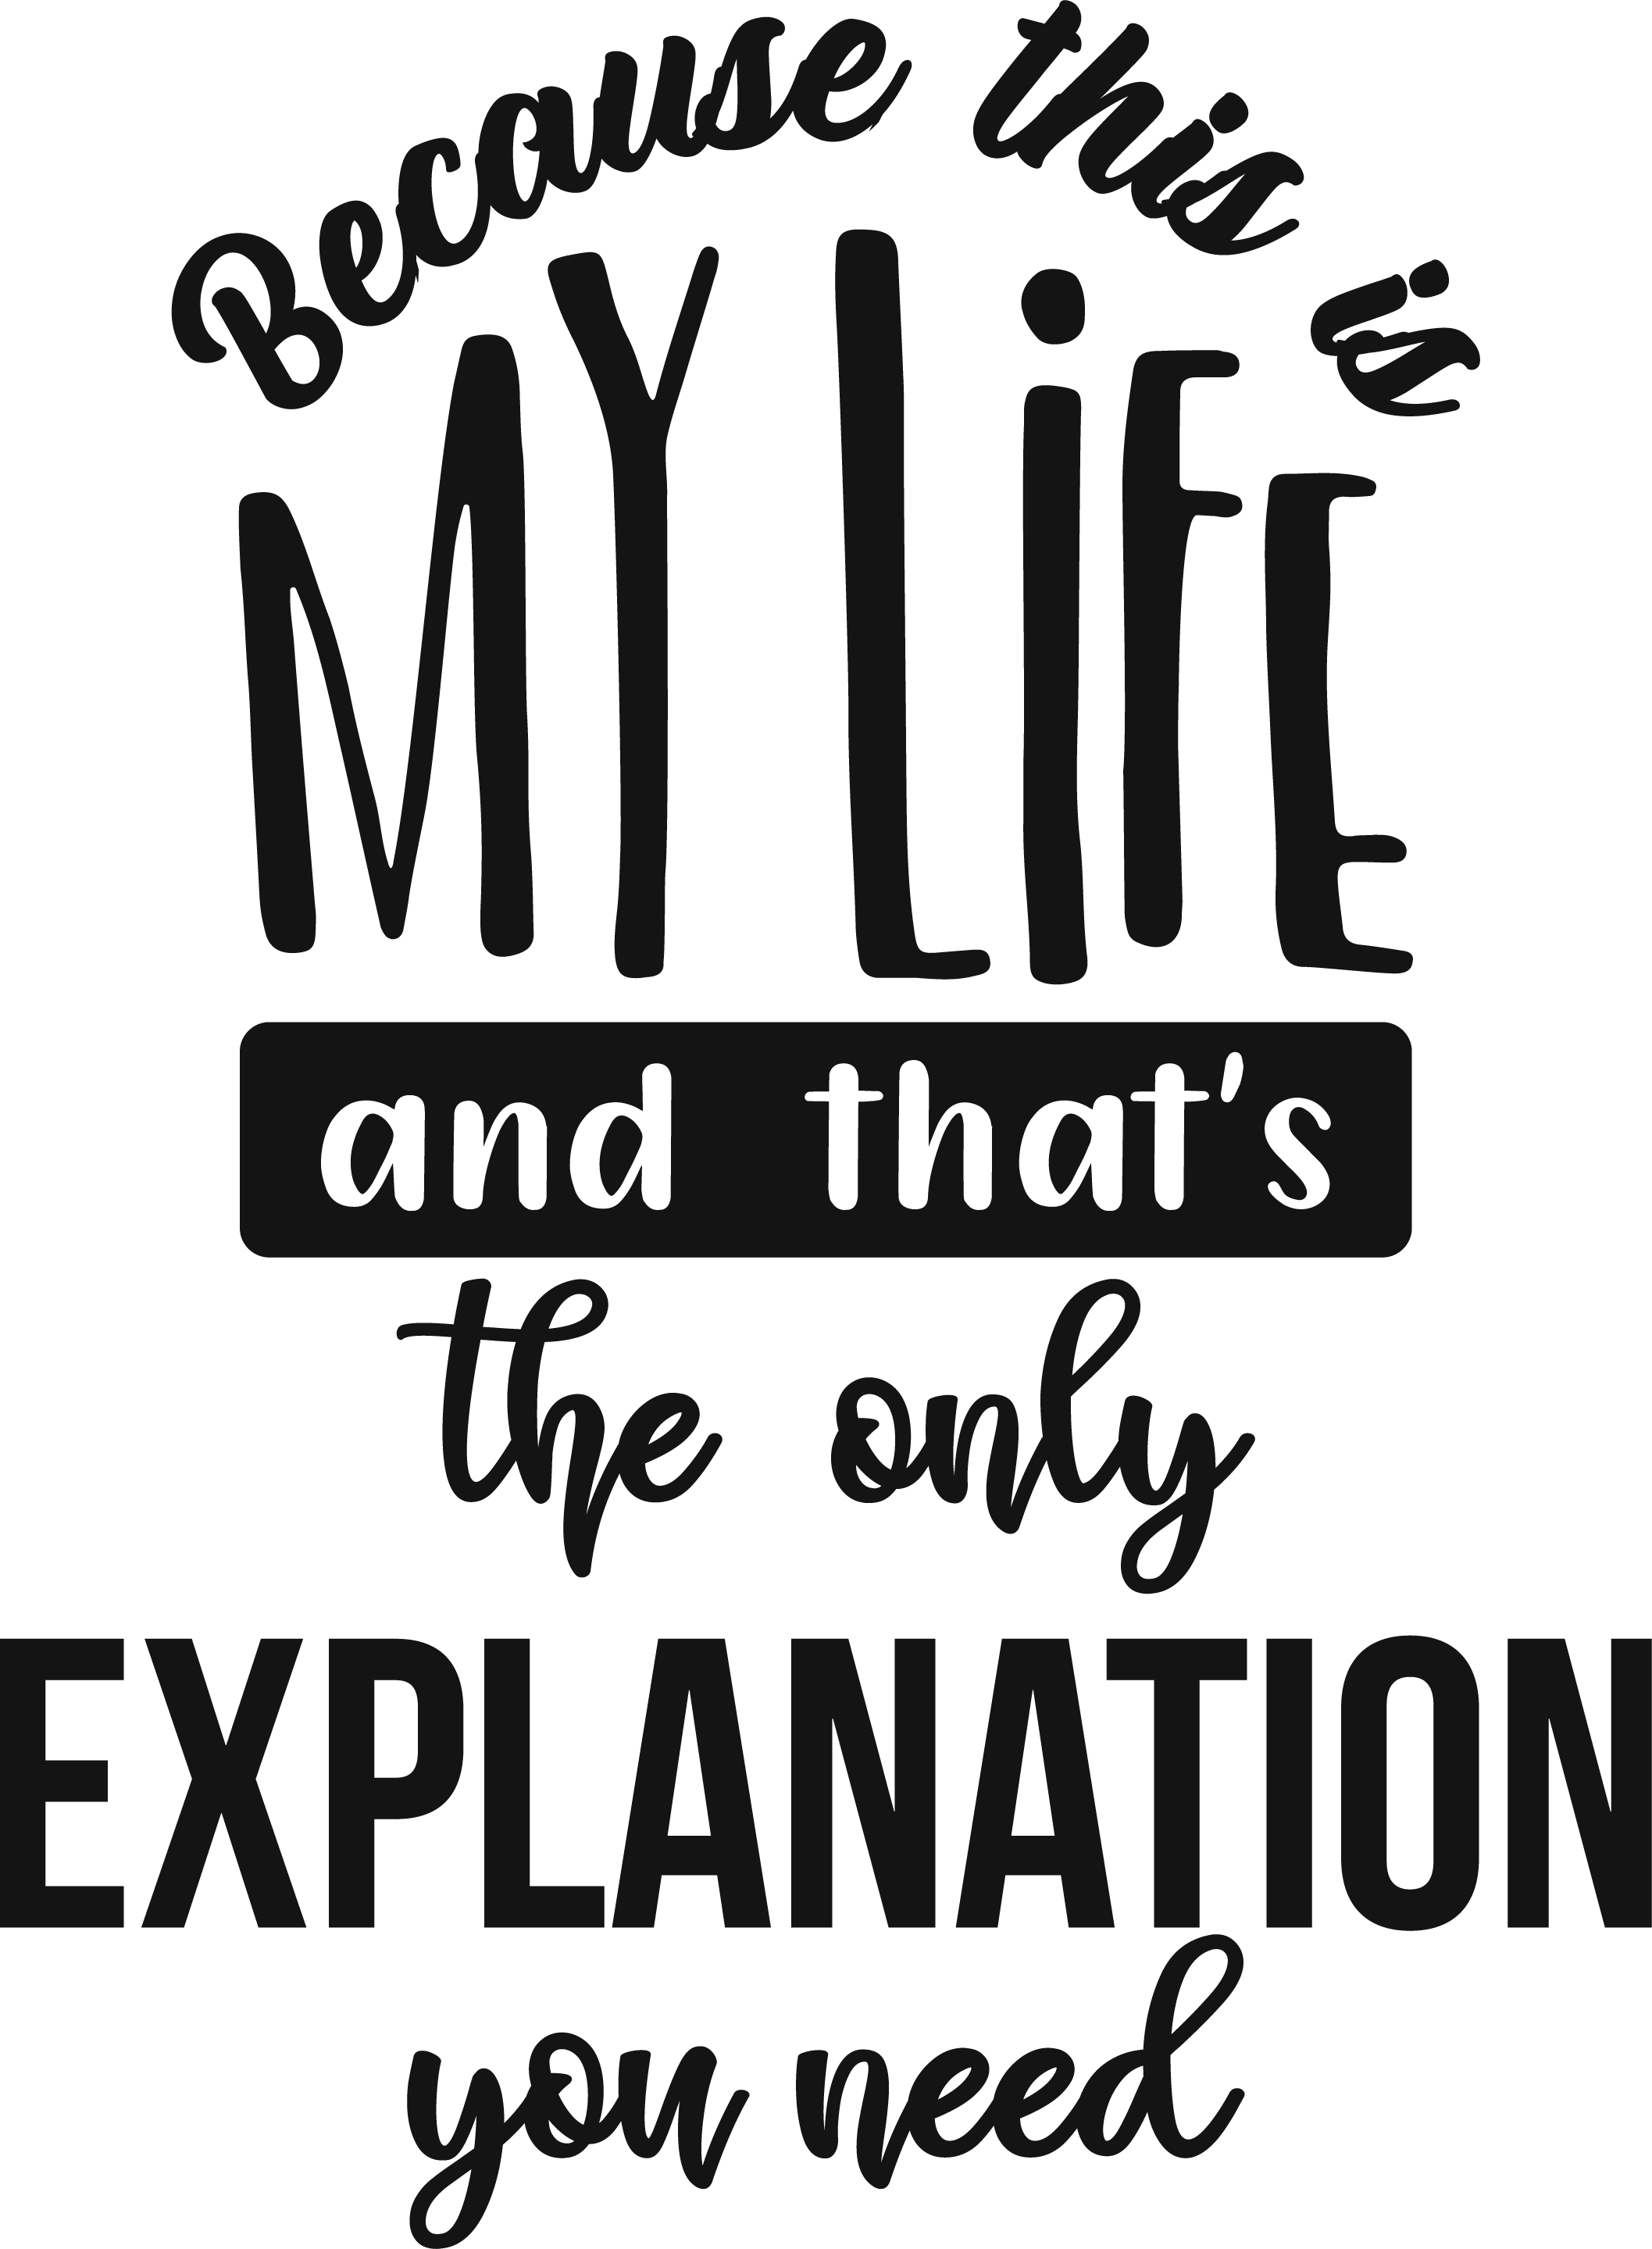 Because this is
MY LiFE
and that's
the only
EXPLANATION
you need